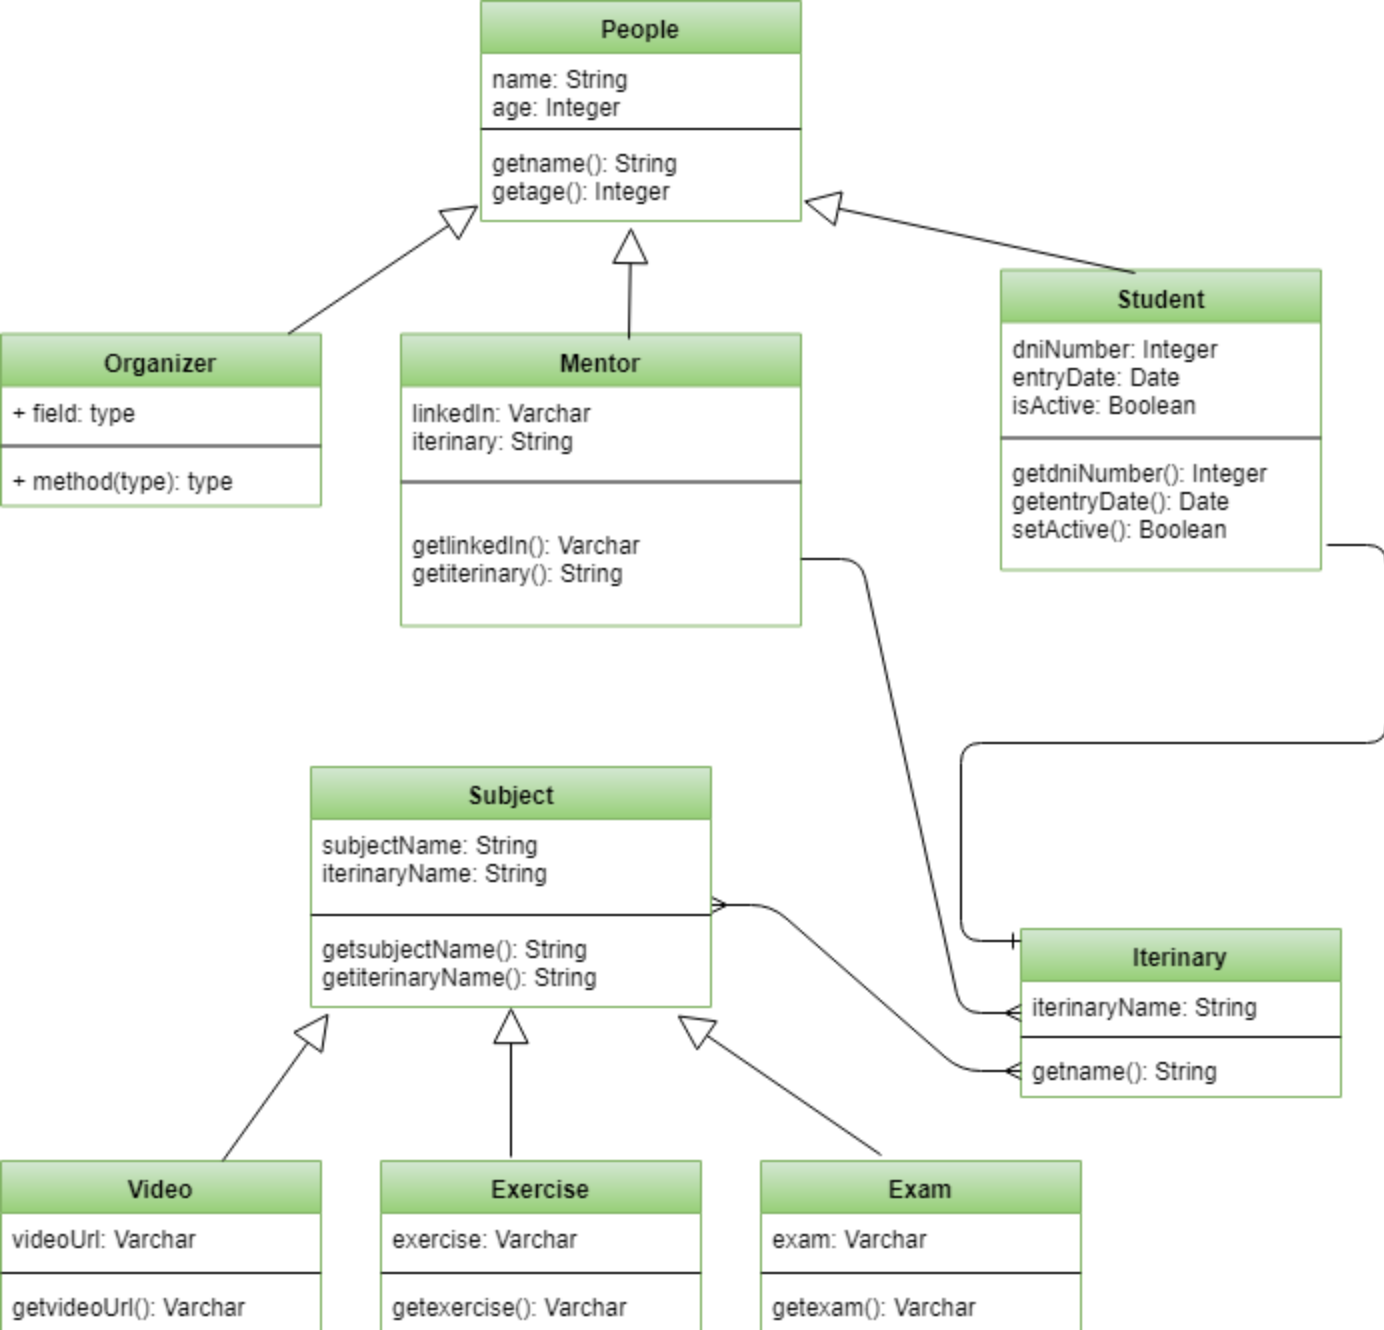 People
name: String
age: Integer
getname(): String
getage(): Integer
Student
dniNumber: Integer
entryDate: Date
isActive: Boolean
getdniNumber(): Integer
getentryDate(): Date
setActive(): Boolean
Organizer
+ field: type
+ method(type): type
Mentor
linkedIn: Varchar
iterinary: String
getlinkedIn(): Varchar
getiterinary(): String
Subject
subjectName: String
iterinaryName: String
getsubjectName(): String
getiterinaryName(): String
Iterinary
iterinaryName: String
getname(): String
Video
videoUrl: Varchar
getvideoUrl(): Varchar
Exercise
exercise: Varchar
getexercise(): Varchar
Exam
exam: Varchar
getexam(): Varchar